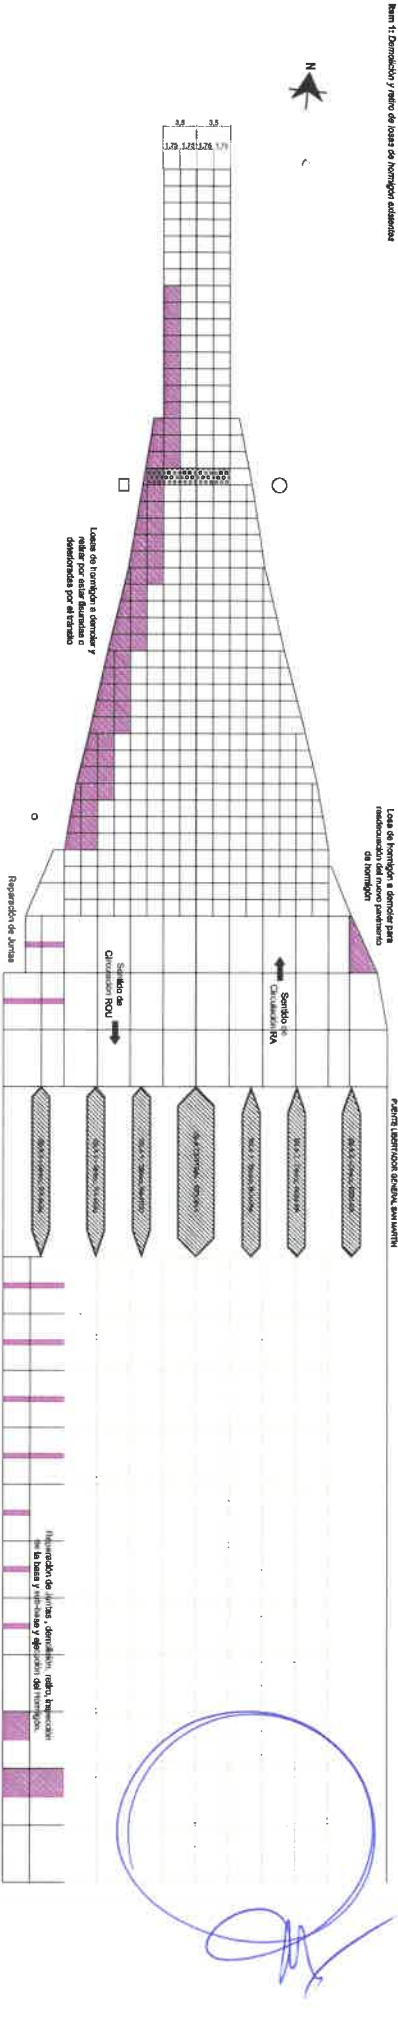 Item 1: Demolición y retiro de losas de hormigón existentes
N
3,5 3,5
1,75 1,75 1,75 1,75
Losas de hormigón a demoler y
retirar por estar fisuradas o
deterioradas por el tránsito
Losa de hormigón a demoler para
readecuación del nuevo pavimento
de hormigón
Reparación de Juntas
Sentido de
Circulación ROU
Sentido de
Circulación RA
PUENTE LIBERTADOR GENERAL SAN MARTÍN
Reparación de Juntas, demolición, retiro, inspección
de la base y sub-base y ejecución del Hormigón.